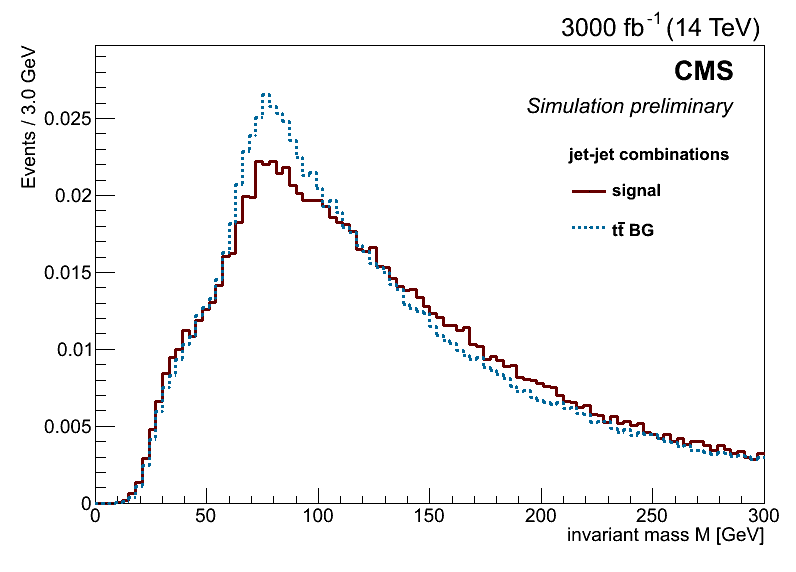 3000 fb⁻¹ (14 TeV)
CMS
Simulation preliminary
jet-jet combinations
signal
tt̄ BG
Events / 3.0 GeV
0.025
0.02
0.015
0.01
0.005
0
0 50 100 150 200 250 300
invariant mass M [GeV]